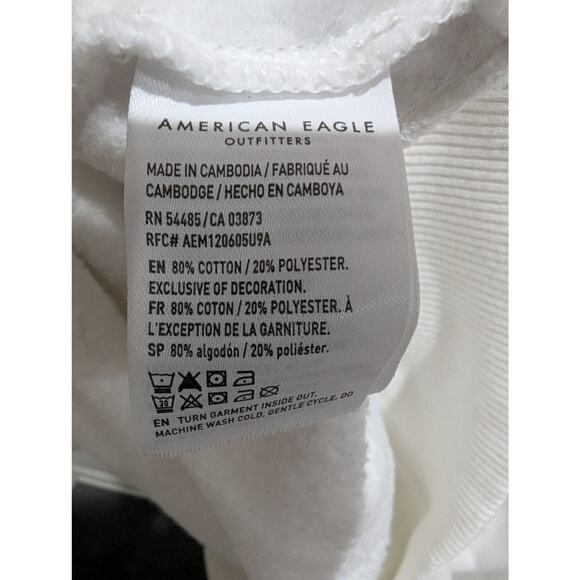 AMERICAN EAGLE
OUTFITTERS
MADE IN CAMBODIA / FABRIQUÉ AU
CAMBODGE / HECHO EN CAMBOYA
RN 54485/CA 03873
RFC# AEM120605U9A
EN 80% COTTON / 20% POLYESTER.
EXCLUSIVE OF DECORATION.
FR 80% COTON / 20% POLYESTER. À
L'EXCEPTION DE LA GARNITURE.
SP 80% algodón / 20% poliéster.
30
EN TURN GARMENT INSIDE OUT.
MACHINE WASH COLD. GENTLE CYCLE. DO